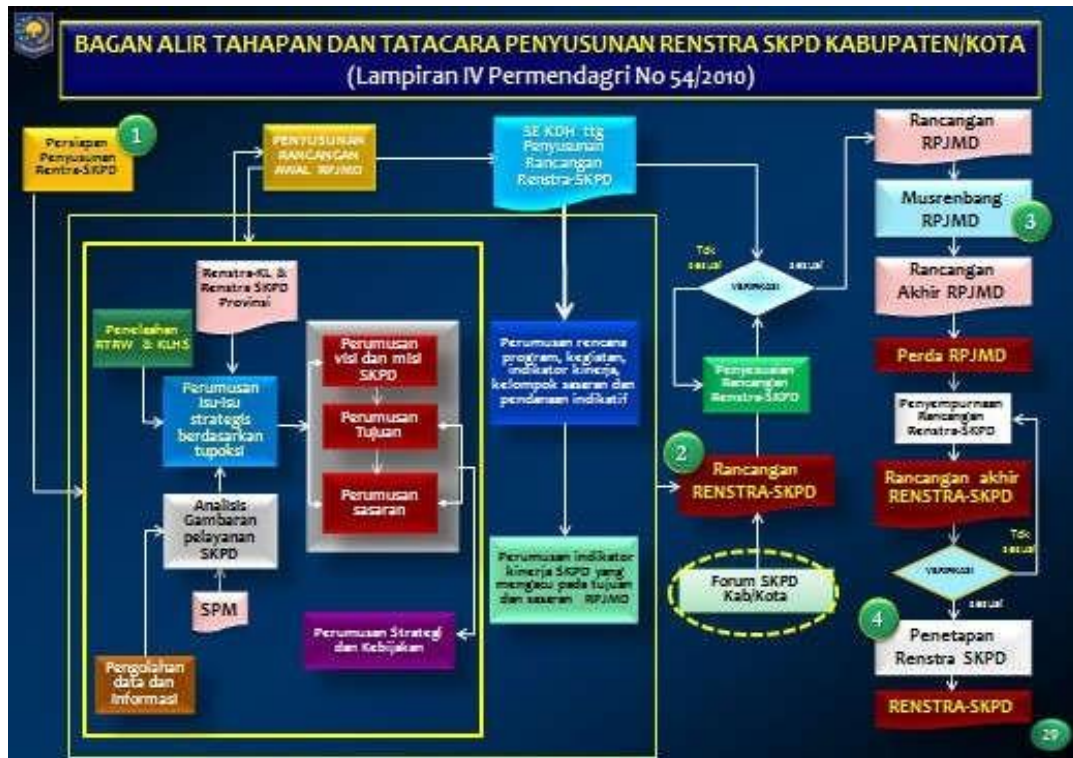 BAGAN ALIR TAHAPAN DAN TATACARA PENYUSUNAN RENSTRA SKPD KABUPATEN/KOTA
(Lampiran IV Permendagri No 54/2010)
1
Persiapan
Penyusunan
Rentra-SKPD
PENYUSUNAN
RANCANGAN
AWAL RPJMD
SE KDH ttg
Penyusunan
Rancangan
Renstra-SKPD
Rancangan
RPJMD
Musrenbang
RPJMD
3
Rancangan
Akhir RPJMD
Perda RPJMD
Penyempurnaan
Rancangan
Renstra-SKPD
Rancangan akhir
RENSTRA-SKPD
Tdk
sesuai
VERIFIKASI
sesuai
4
Penetapan
Renstra SKPD
RENSTRA-SKPD
Tdk
sesuai
sesuai
VERIFIKASI
Penyesuaian
Rancangan
Renstra-SKPD
2
Rancangan
RENSTRA-SKPD
Forum SKPD
Kab/Kota
Renstra-KL &
Renstra SKPD
Provinsi
Penelaahan
RTRW & KLHS
Perumusan
Isu-isu
strategis
berdasarkan
tupoksi
Analisis
Gambaran
pelayanan
SKPD
SPM
Pengolahan
data dan
informasi
Perumusan
visi dan misi
SKPD
Perumusan
Tujuan
Perumusan
sasaran
Perumusan Strategi
dan Kebijakan
Perumusan rencana
program, kegiatan,
indikator kinerja,
kelompok sasaran dan
pendanaan indikatif
Perumusan indikator
kinerja SKPD yang
mengacu pada tujuan
dan sasaran RPJMD
29